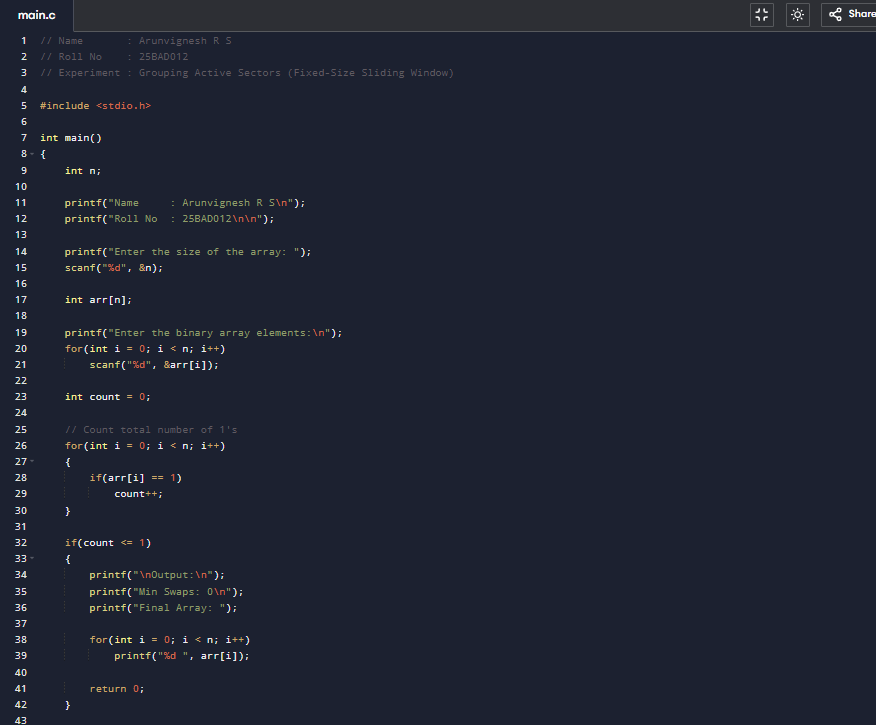 main.c
Share
1 // Name       : Arunvignesh R S
2 // Roll No    : 25BAD012
3 // Experiment : Grouping Active Sectors (Fixed-Size Sliding Window)
4
5 #include <stdio.h>
6
7 int main()
8 {
9     int n;
10
11     printf("Name     : Arunvignesh R S\n");
12     printf("Roll No  : 25BAD012\n\n");
13
14     printf("Enter the size of the array: ");
15     scanf("%d", &n);
16
17     int arr[n];
18
19     printf("Enter the binary array elements:\n");
20     for(int i = 0; i < n; i++)
21         scanf("%d", &arr[i]);
22
23     int count = 0;
24
25     // Count total number of 1's
26     for(int i = 0; i < n; i++)
27     {
28         if(arr[i] == 1)
29             count++;
30     }
31
32     if(count <= 1)
33     {
34         printf("\nOutput:\n");
35         printf("Min Swaps: 0\n");
36         printf("Final Array: ");
37
38         for(int i = 0; i < n; i++)
39             printf("%d ", arr[i]);
40
41         return 0;
42     }
43